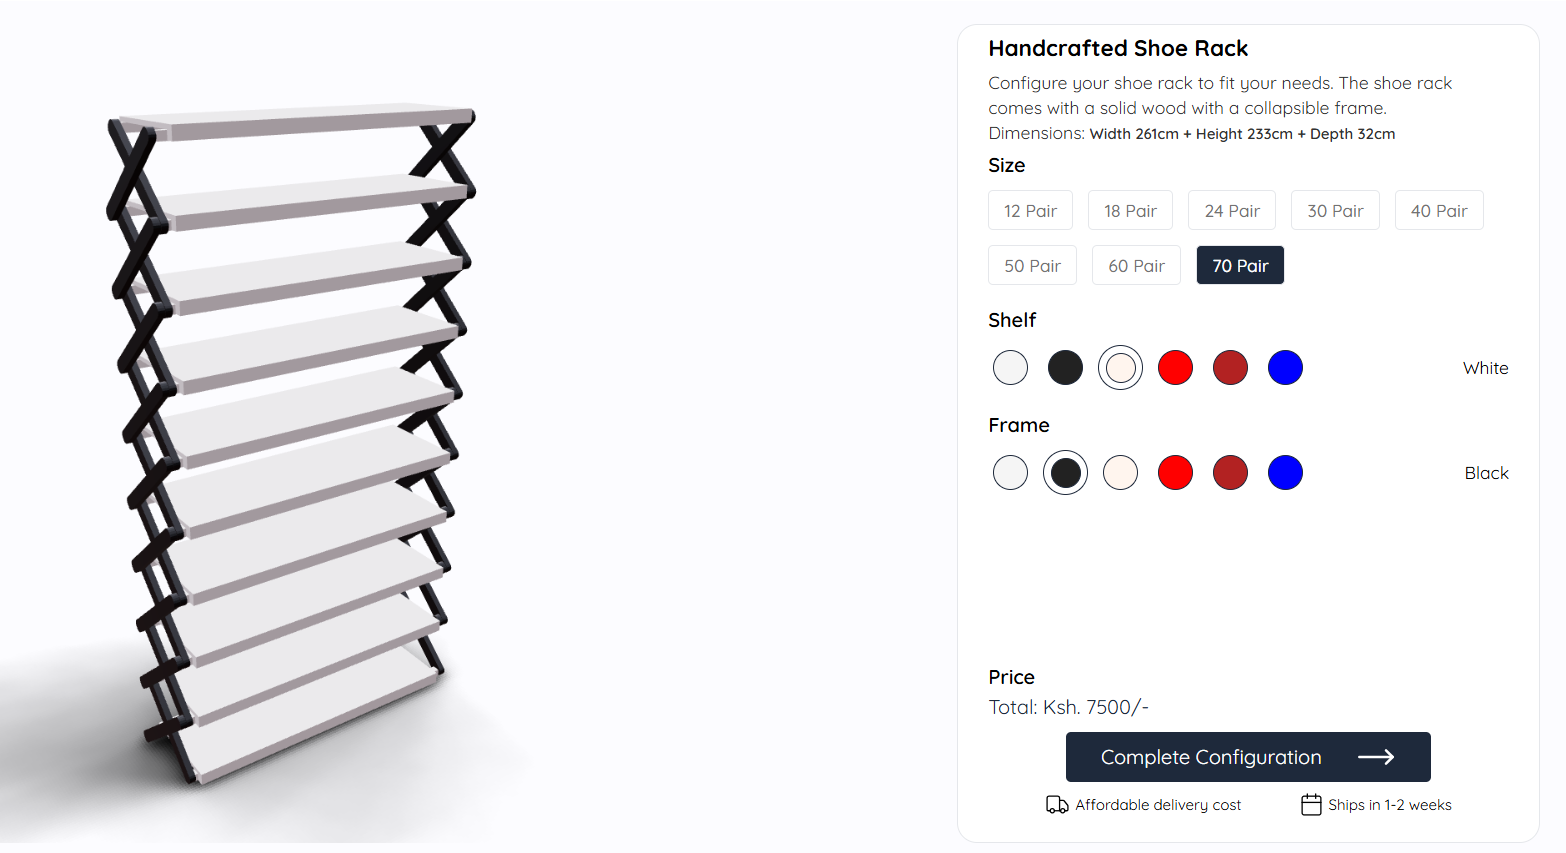 Handcrafted Shoe Rack
Configure your shoe rack to fit your needs. The shoe rack
comes with a solid wood with a collapsible frame.
Dimensions: Width 261cm + Height 233cm + Depth 32cm
Size
12 Pair 18 Pair 24 Pair 30 Pair 40 Pair
50 Pair 60 Pair 70 Pair
Shelf
White
Frame
Black
Price
Total: Ksh. 7500/-
Complete Configuration
Affordable delivery cost Ships in 1-2 weeks